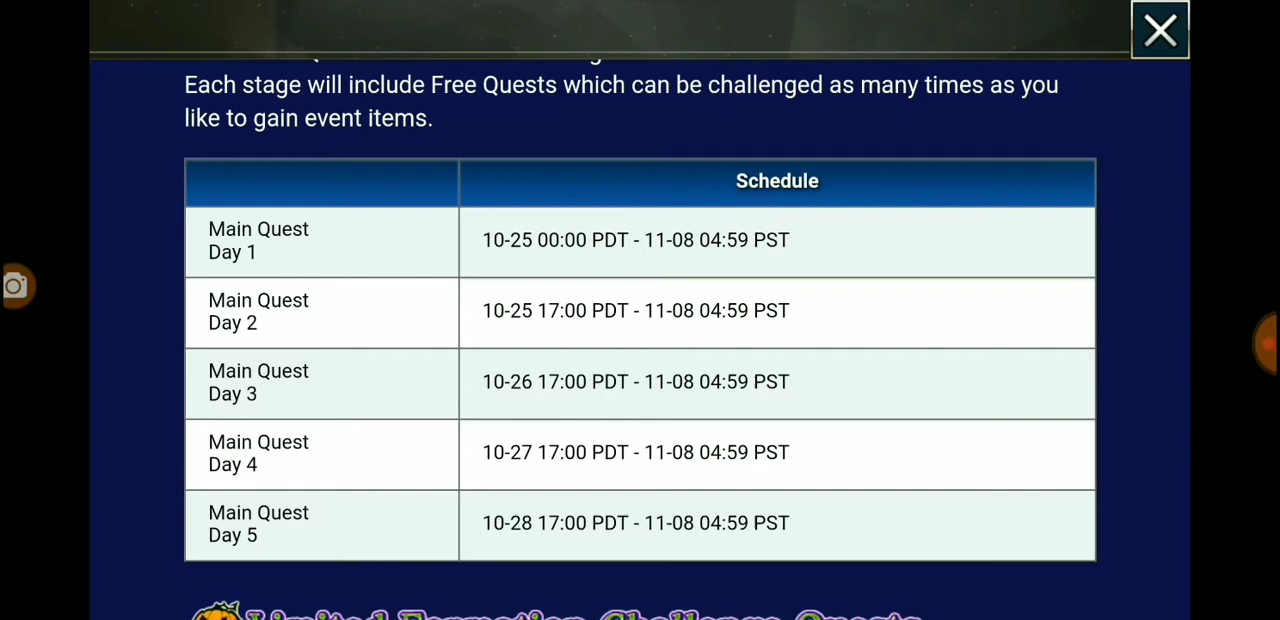 Each stage will include Free Quests which can be challenged as many times as you
like to gain event items.
Schedule
Main Quest
Day 1
10-25 00:00 PDT - 11-08 04:59 PST
Main Quest
Day 2
10-25 17:00 PDT - 11-08 04:59 PST
Main Quest
Day 3
10-26 17:00 PDT - 11-08 04:59 PST
Main Quest
Day 4
10-27 17:00 PDT - 11-08 04:59 PST
Main Quest
Day 5
10-28 17:00 PDT - 11-08 04:59 PST
Limited Formation Challenge Quests